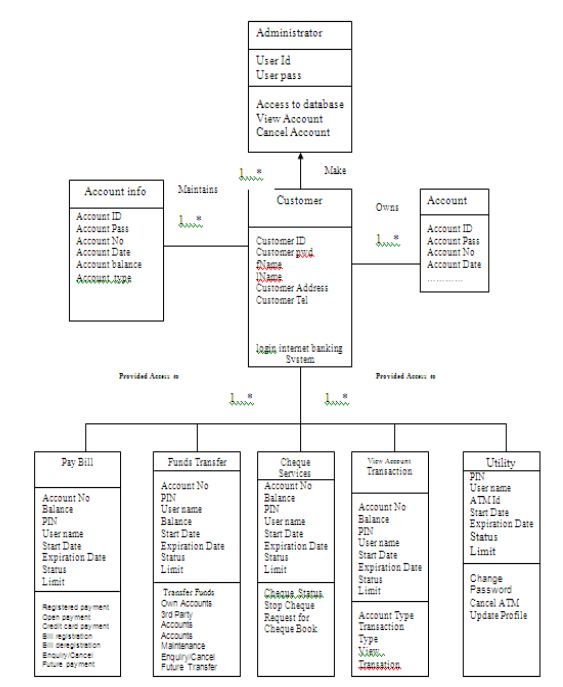 Administrator
User Id
User pass
Access to database
View Account
Cancel Account
1...*
Make
Account info
Account ID
Account Pass
Account No
Account Date
Account balance
Account type
Maintains
1...*
Customer
Customer ID
Customer pwd
fName
lName
Customer Address
Customer Tel
login internet banking
System
Owns
1...*
Account
Account ID
Account Pass
Account No
Account Date
............
Provided Access to
Provided Access to
1...*
1...*
Pay Bill
Account No
Balance
PIN
User name
Start Date
Expiration Date
Status
Limit
Registered payment
Open payment
Credit card payment
Bill registration
Bill deregistration
Enquiry/Cancel
Future payment
Funds Transfer
Account No
PIN
User name
Balance
Start Date
Expiration Date
Status
Limit
Transfer Funds
Own Accounts
3rd Party
Accounts
Accounts
Maintenance
Enquiry/Cancel
Future Transfer
Cheque
Services
Account No
Balance
PIN
User name
Start Date
Expiration Date
Status
Limit
Cheque Status
Stop Cheque
Request for
Cheque Book
View Account
Transaction
Account No
Balance
PIN
User name
Start Date
Expiration Date
Status
Limit
Account Type
Transaction
Type
View
Transation
Utility
PIN
User name
ATM Id
Start Date
Expiration Date
Status
Limit
Change
Password
Cancel ATM
Update Profile